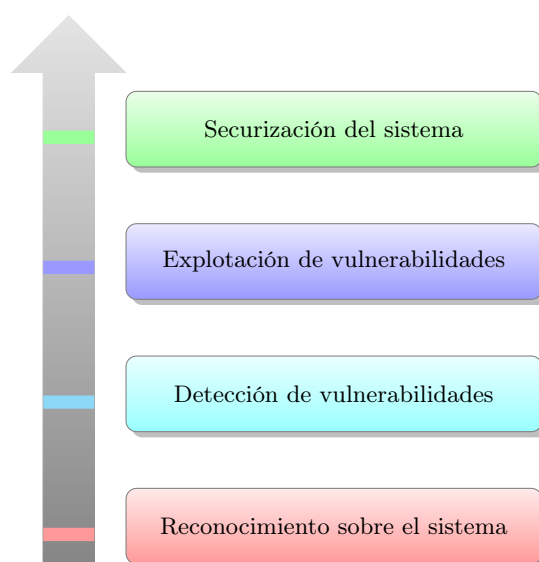 Securización del sistema
Explotación de vulnerabilidades
Detección de vulnerabilidades
Reconocimiento sobre el sistema